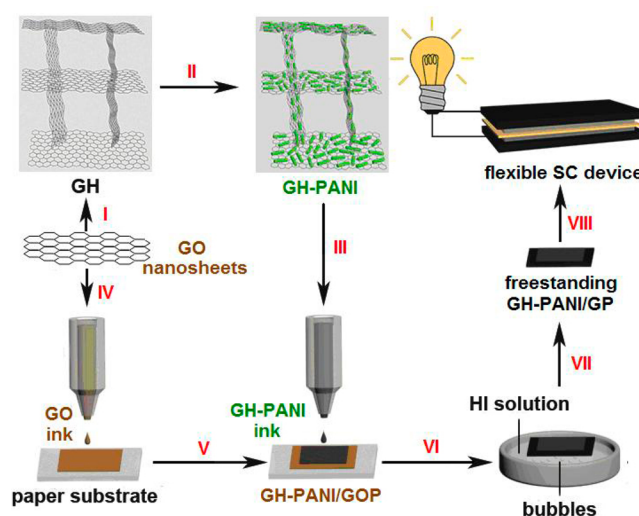 II
GH
GH-PANI
flexible SC device
I
GO
nanosheets
III
VIII
IV
freestanding
GH-PANI/GP
VII
GO
ink
GH-PANI
ink
HI solution
V
VI
paper substrate
GH-PANI/GOP
bubbles